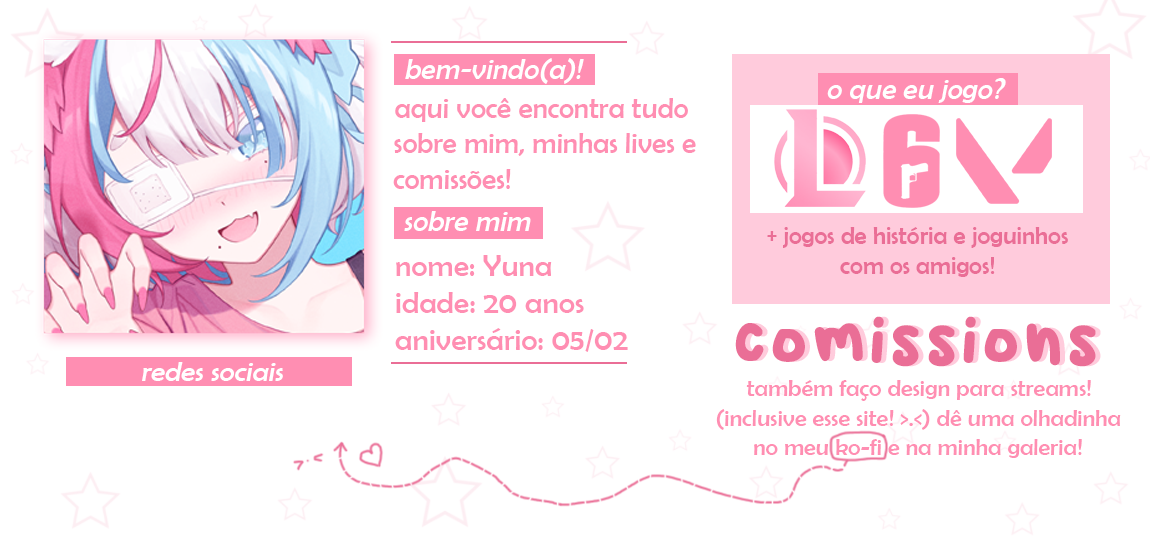 bem-vindo(a)!
aqui você encontra tudo
sobre mim, minhas lives e
comissões!
sobre mim
nome: Yuna
idade: 20 anos
aniversário: 05/02
redes sociais
o que eu jogo?
L 6 V
+ jogos de história e joguinhos
com os amigos!
comissions
também faço design para streams!
(inclusive esse site! >.<) dê uma olhadinha
no meu ko-fi e na minha galeria!
>.<